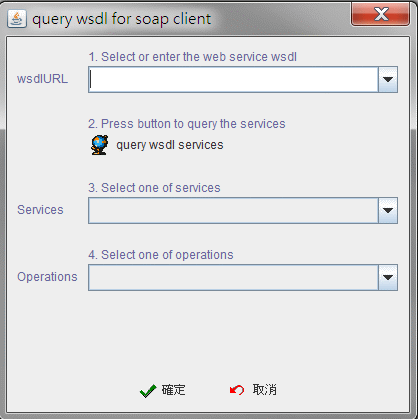 query wsdl for soap client
1. Select or enter the web service wsdl
wsdlURL
2. Press button to query the services
query wsdl services
3. Select one of services
Services
4. Select one of operations
Operations
確定 取消